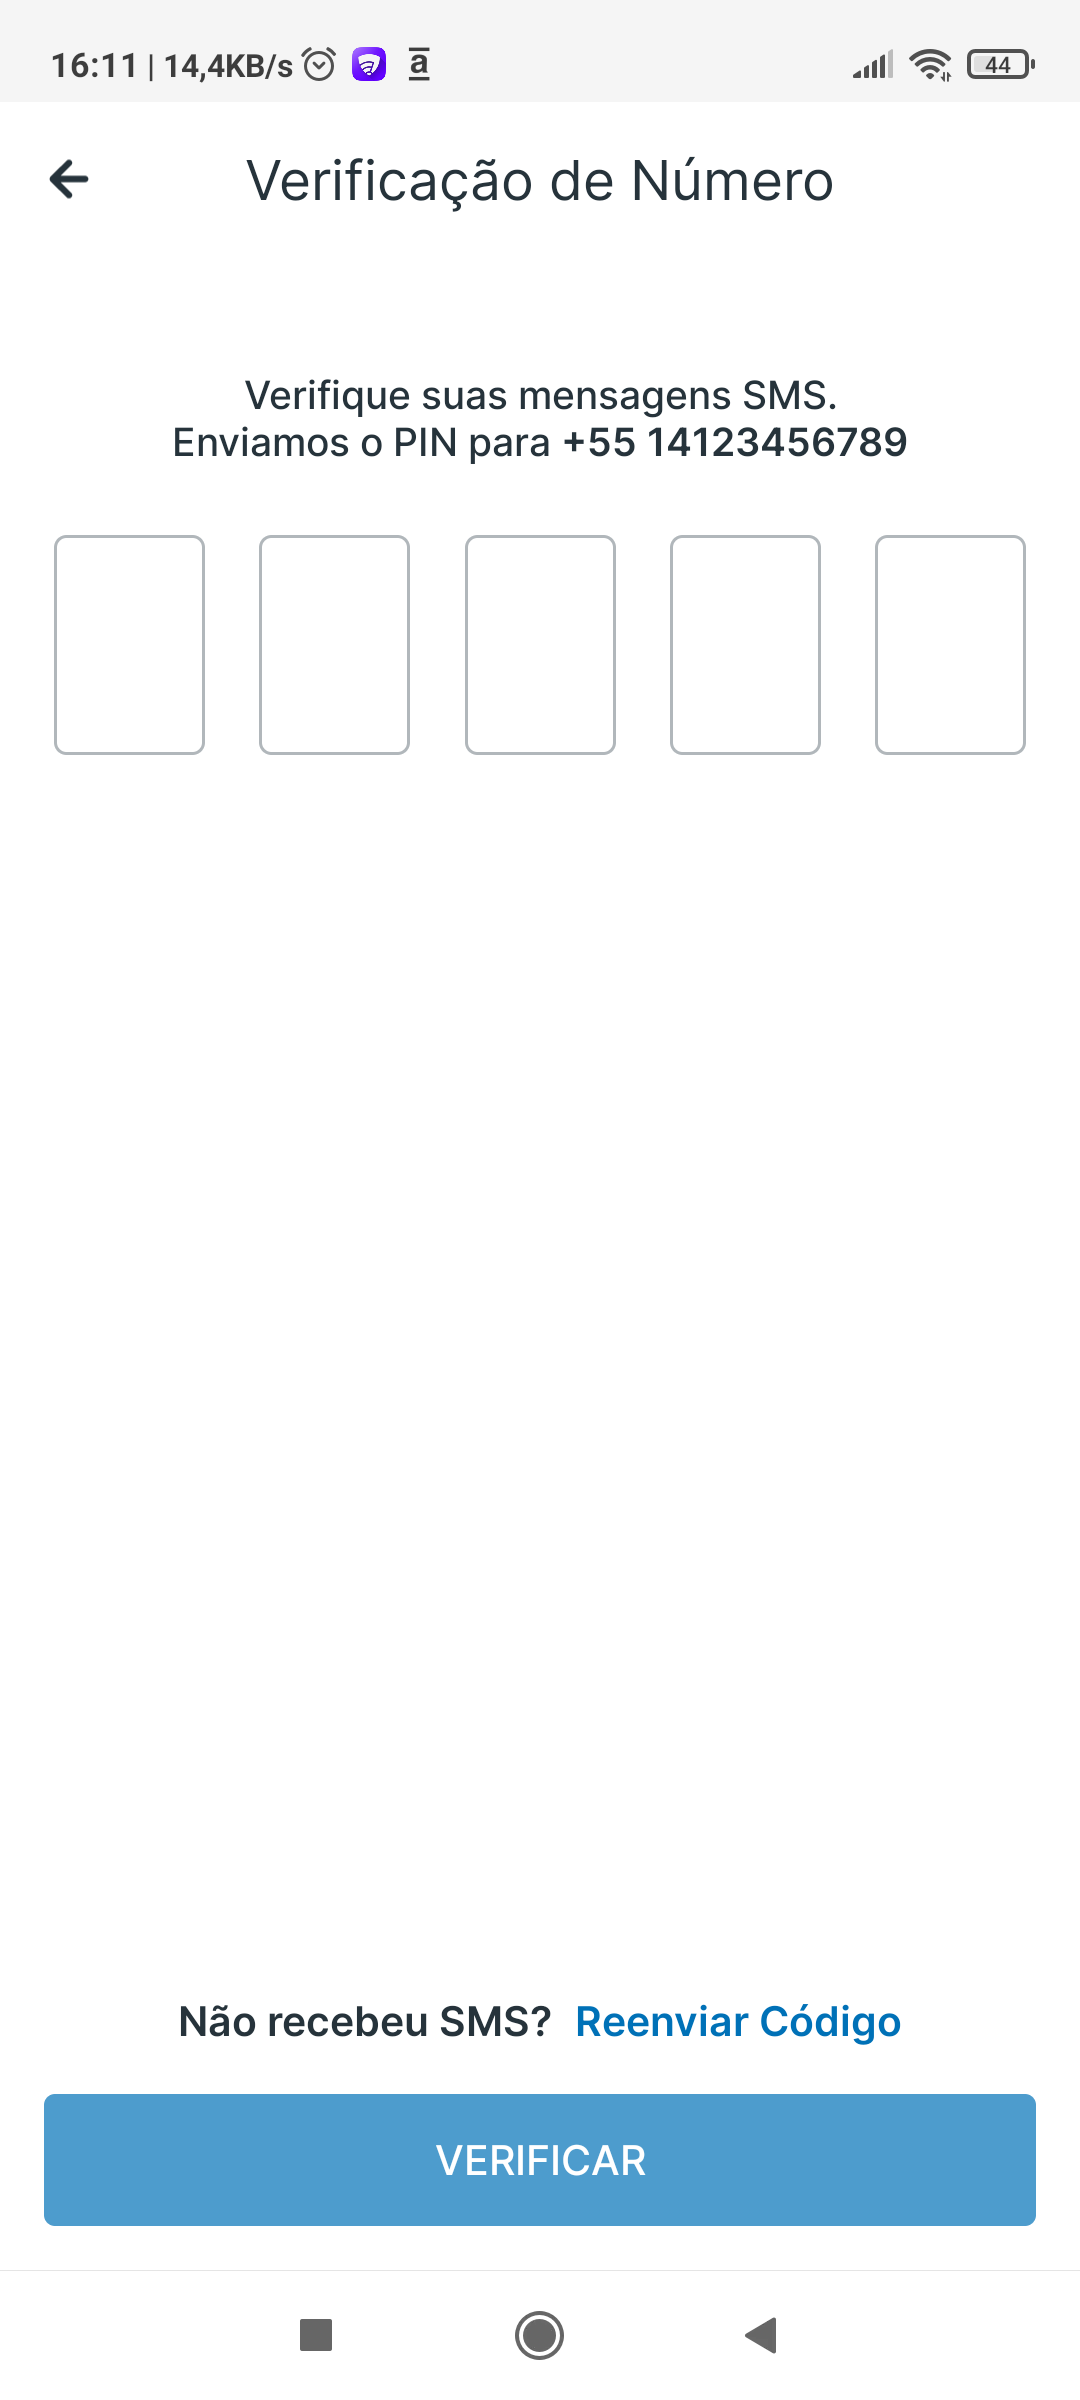 16:11 | 14,4KB/s a 44
Verificação de Número
Verifique suas mensagens SMS.
Enviamos o PIN para +55 14123456789
Não recebeu SMS? Reenviar Código
VERIFICAR